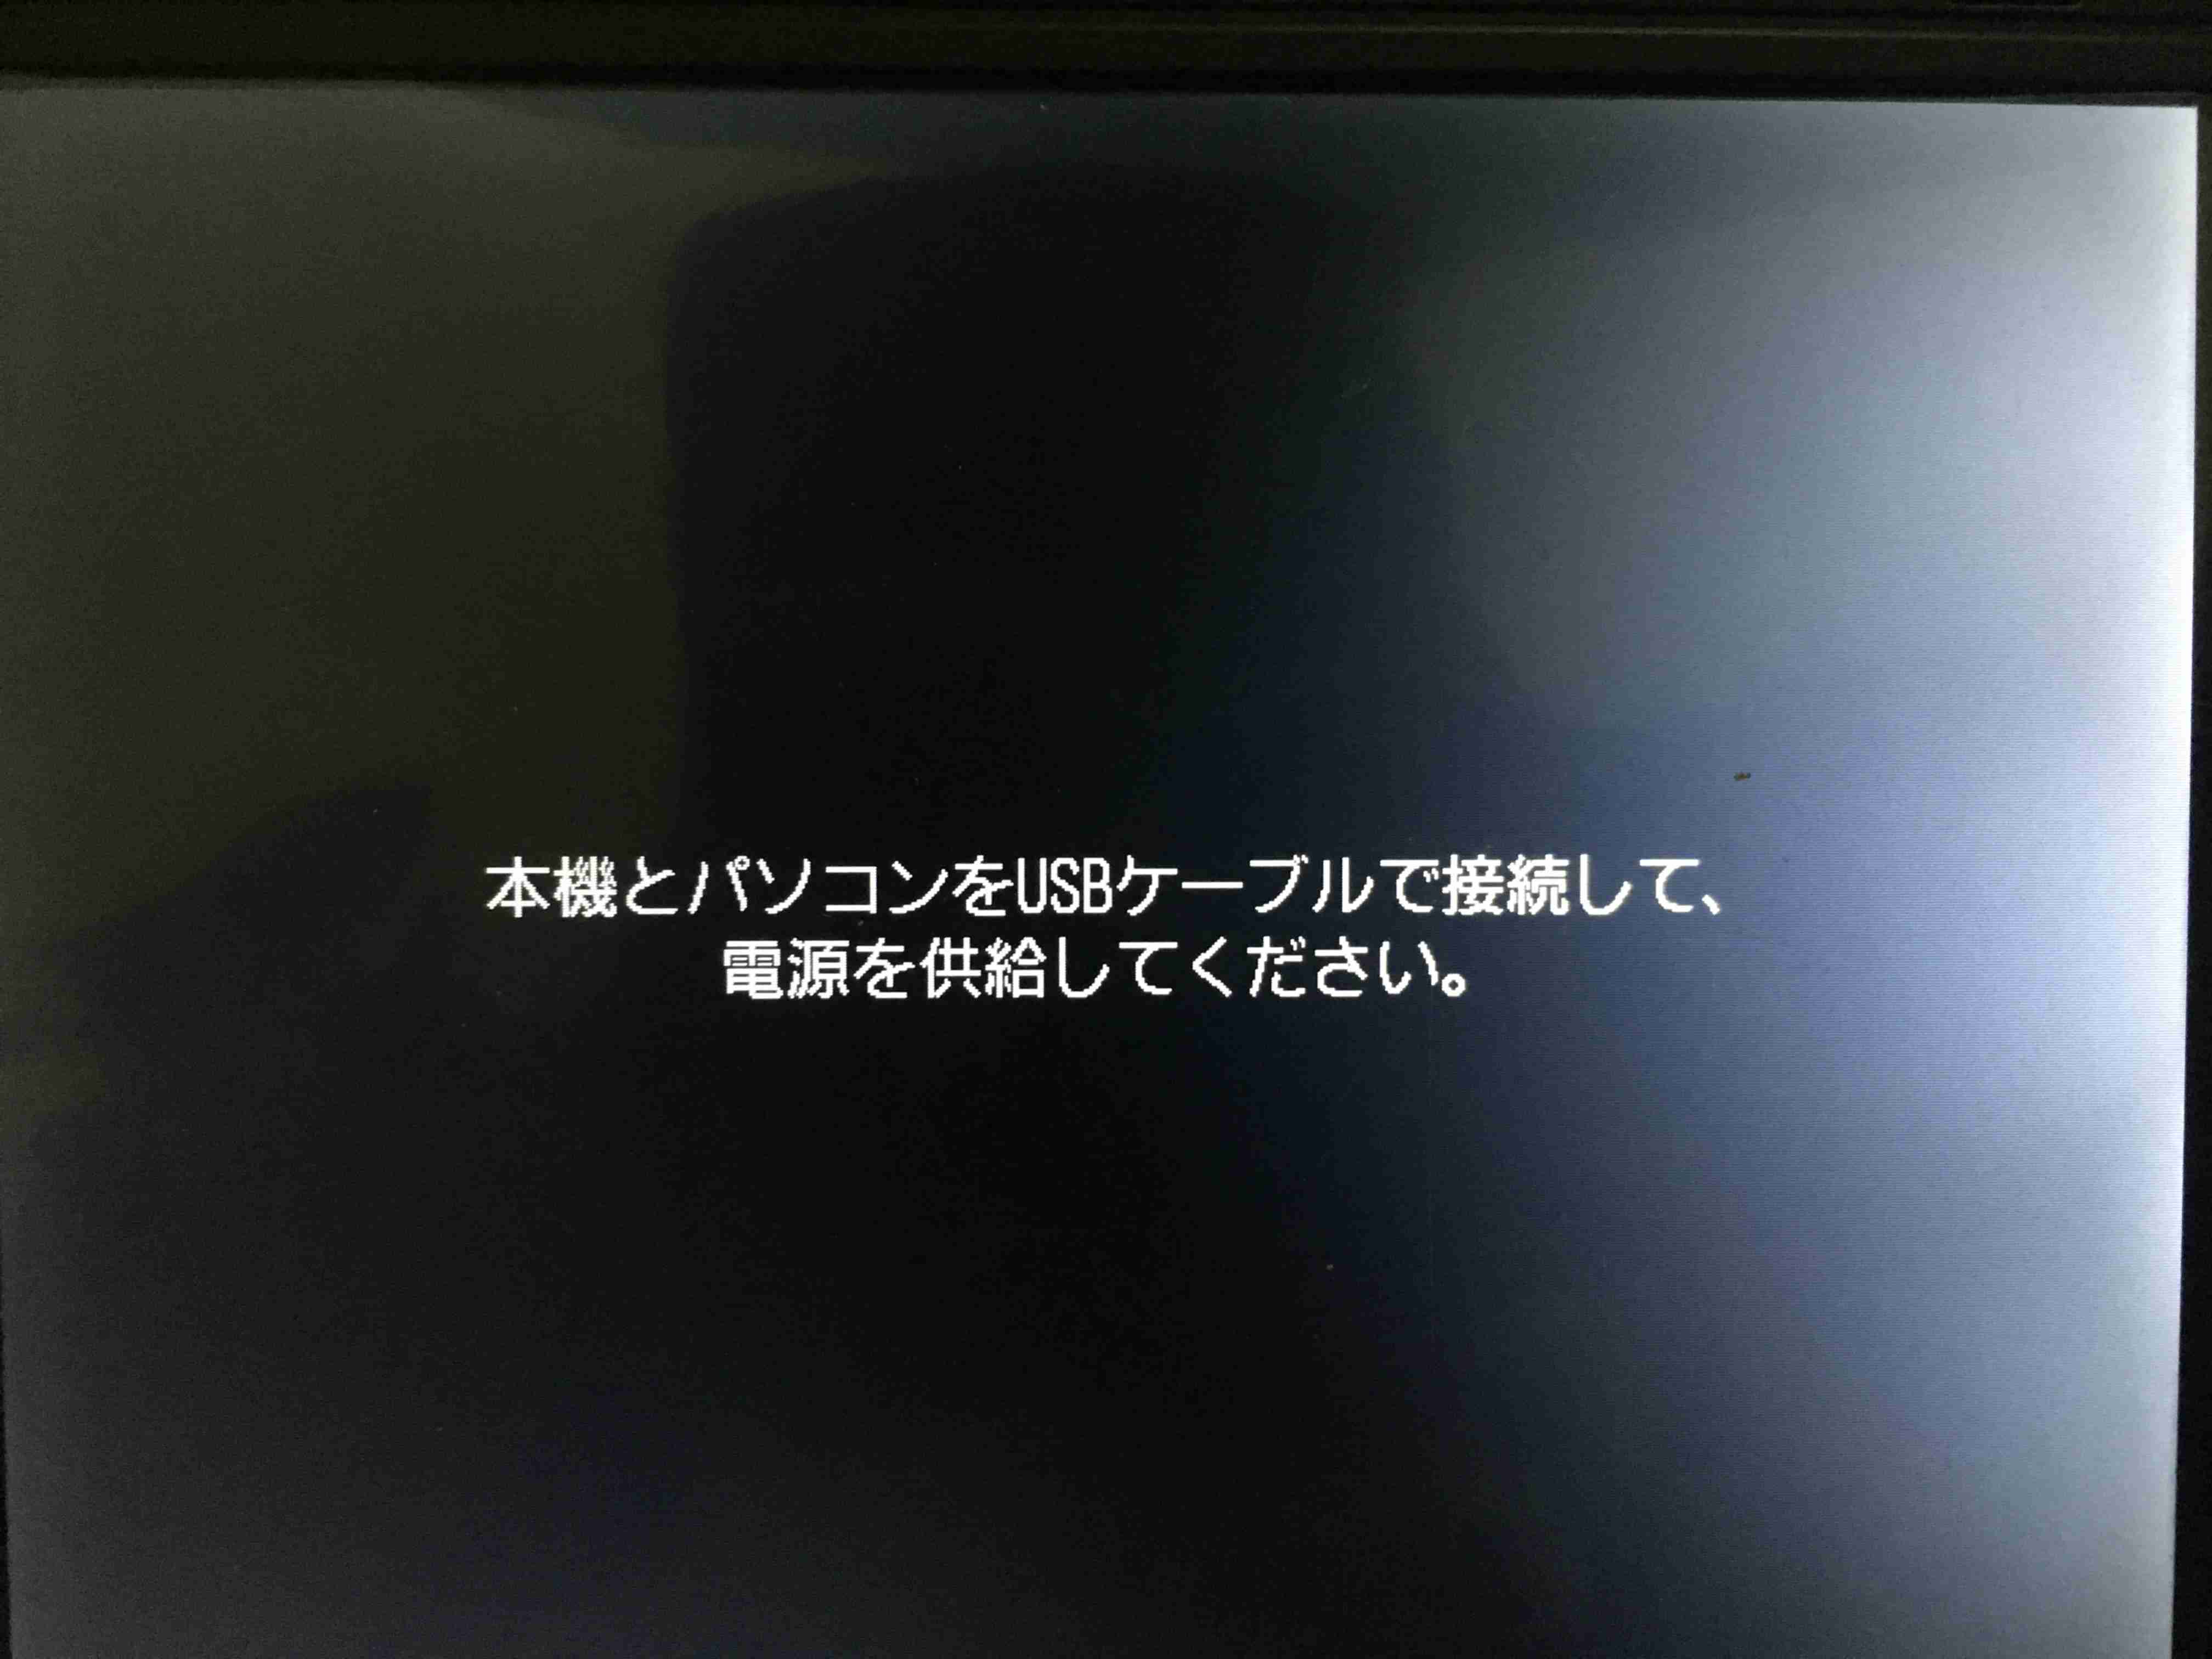 本機とパソコンをUSBケーブルで接続して、
電源を供給してください。